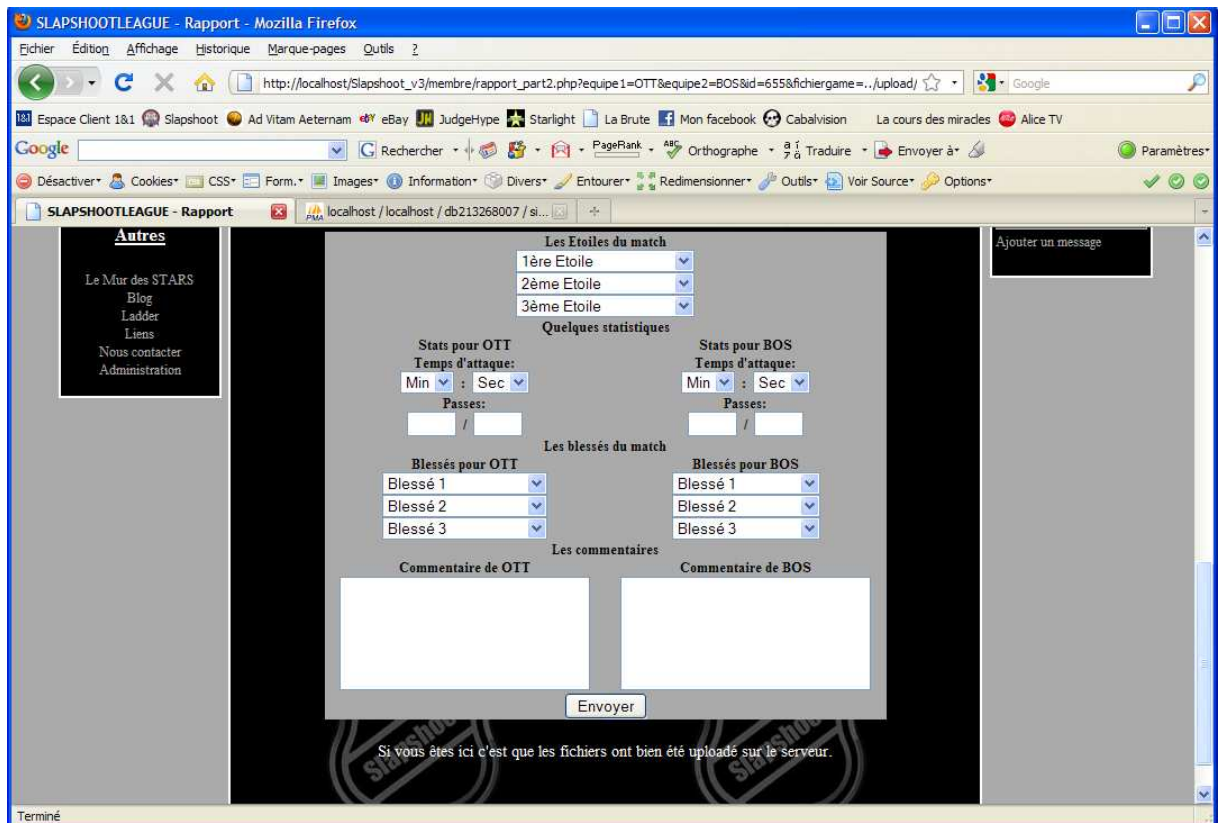 SLAPSHOOTLEAGUE - Rapport - Mozilla Firefox
Fichier Édition Affichage Historique Marque-pages Outils ?
http://localhost/Slapshoot_v3/membre/rapport_part2.php?equipe1=OTT&equipe2=BOS&id=655&fichiergame=../upload/ Google
1&1 Espace Client 1&1 Slapshoot Ad Vitam Aeternam eBay JudgeHype Starlight La Brute Mon facebook Cabalvision La cours des miracles Alice TV
Google Rechercher PageRank ABC Orthographe Traduire Envoyer à Paramètres
Désactiver Cookies CSS Form. Images Information Divers Entourer Redimensionner Outils Voir Source Options
SLAPSHOOTLEAGUE - Rapport PMA localhost / localhost / db213268007 / si...
Autres
Le Mur des STARS
Blog
Ladder
Liens
Nous contacter
Administration
Les Etoiles du match
1ère Etoile
2ème Etoile
3ème Etoile
Quelques statistiques
Stats pour OTT Stats pour BOS
Temps d'attaque: Temps d'attaque:
Min : Sec Min : Sec
Passes: Passes:
/ /
Les blessés du match
Blessés pour OTT Blessés pour BOS
Blessé 1 Blessé 1
Blessé 2 Blessé 2
Blessé 3 Blessé 3
Les commentaires
Commentaire de OTT Commentaire de BOS
Envoyer
Si vous êtes ici c'est que les fichiers ont bien été uploadé sur le serveur.
Slapshoot Slapshoot
Ajouter un message
Terminé